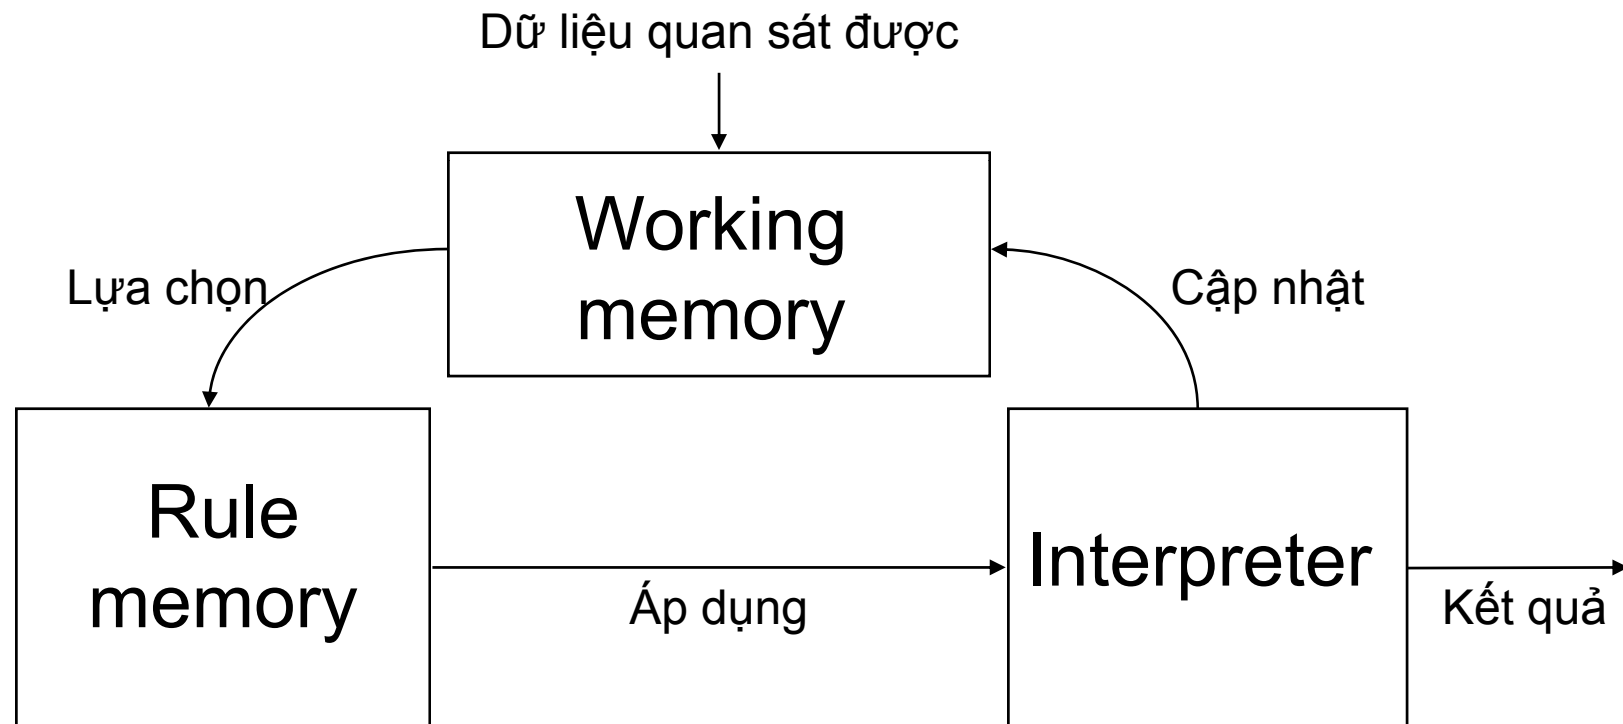 Dữ liệu quan sát được
Working
memory
Lựa chọn
Cập nhật
Rule
memory
Áp dụng
Interpreter
Kết quả